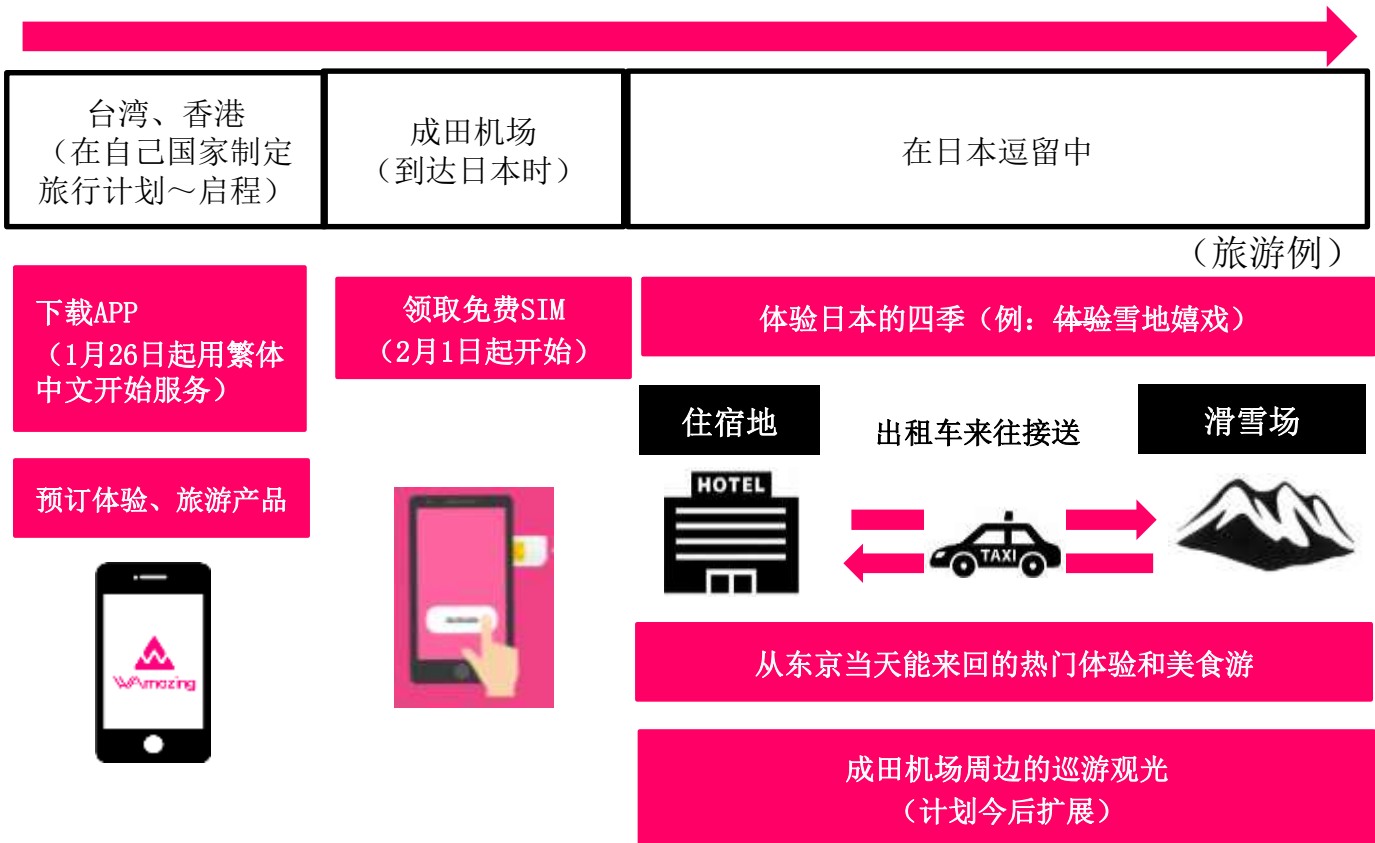 台湾、香港
（在自己国家制定
旅行计划～启程）
成田机场
（到达日本时）
在日本逗留中
（旅游例）
下载APP
（1月26日起用繁体
中文开始服务）
预订体验、旅游产品
WAmazing
领取免费SIM
（2月1日起开始）
体验日本的四季（例：体验雪地嬉戏）
住宿地
出租车来往接送
滑雪场
HOTEL
TAXI
从东京当天能来回的热门体验和美食游
成田机场周边的巡游观光
（计划今后扩展）